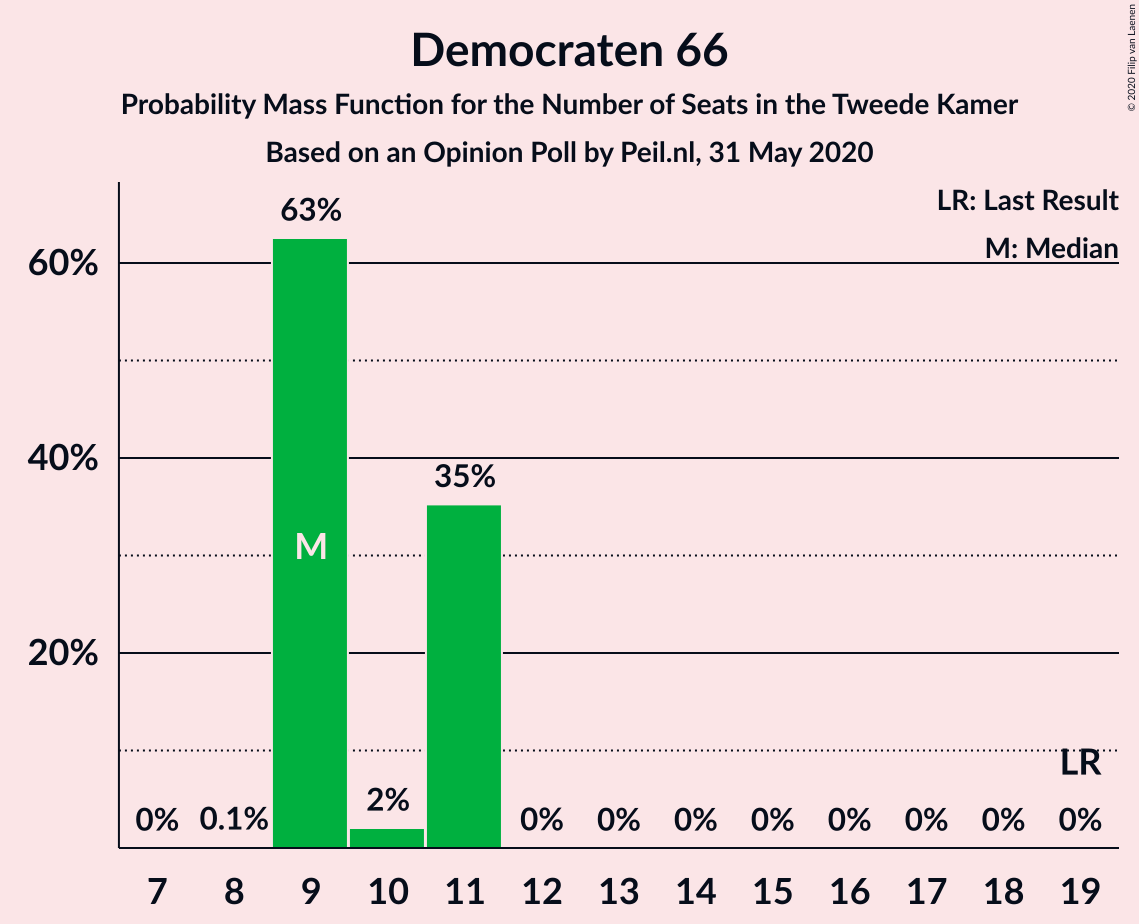 Democraten 66
Probability Mass Function for the Number of Seats in the Tweede Kamer
Based on an Opinion Poll by Peil.nl, 31 May 2020
© 2020 Filip van Laenen
LR: Last Result
M: Median
63%
60%
40%
35%
M
20%
LR
0% 0.1% 2% 0% 0% 0% 0% 0% 0% 0% 0%
7 8 9 10 11 12 13 14 15 16 17 18 19